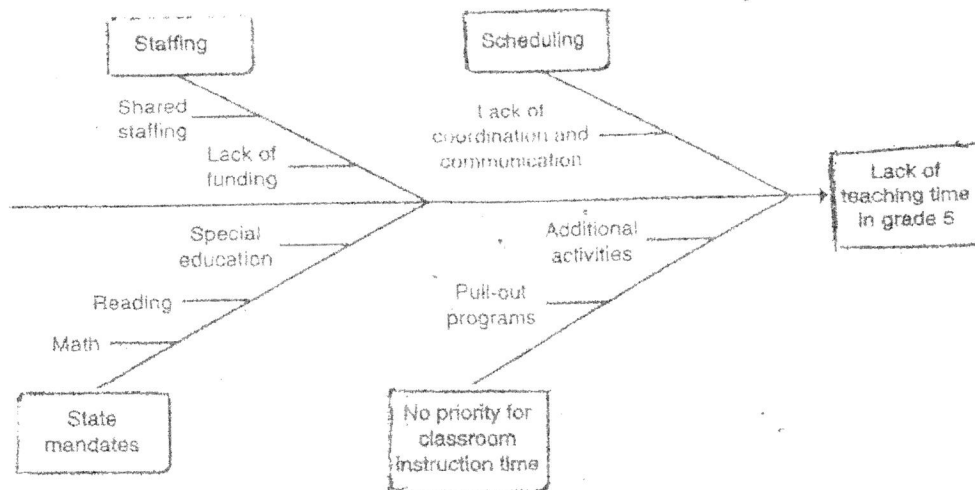 Staffing
Scheduling
Shared
staffing
Lack of
funding
Lack of
coordination and
communication
Lack of
teaching time
in grade 5
Special
education
Reading
Math
Additional
activities
Pull-out
programs
State
mandates
No priority for
classroom
instruction time